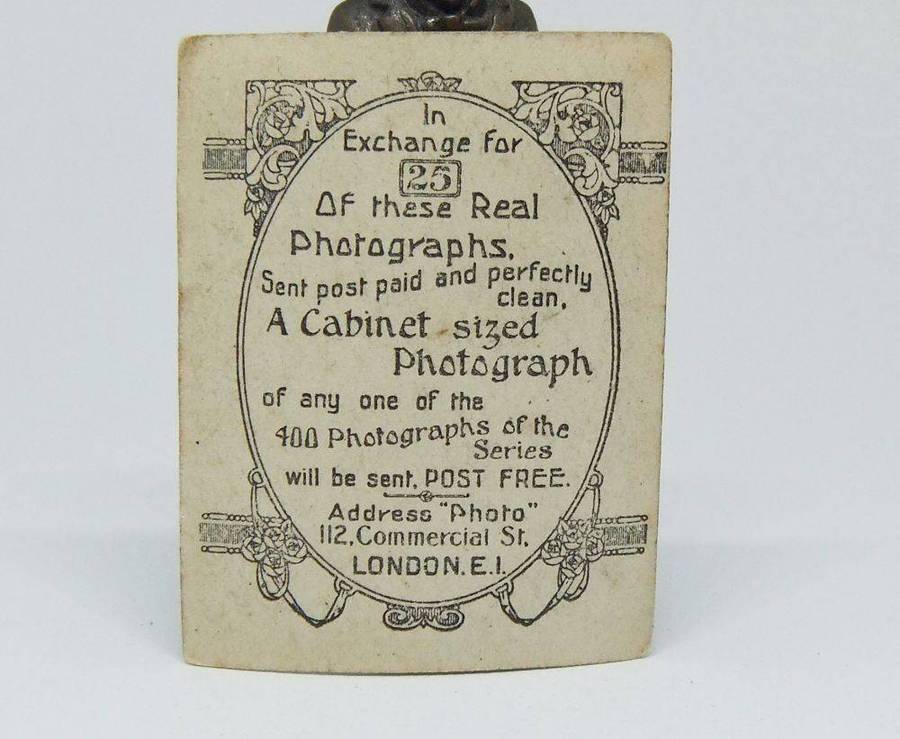 In
Exchange for
25
Of these Real
Photographs.
Sent post paid and perfectly
clean,
A Cabinet sized
Photograph
of any one of the
400 Photographs of the
Series
will be sent, POST FREE.
Address "Photo"
112, Commercial St,
LONDON. E.1.